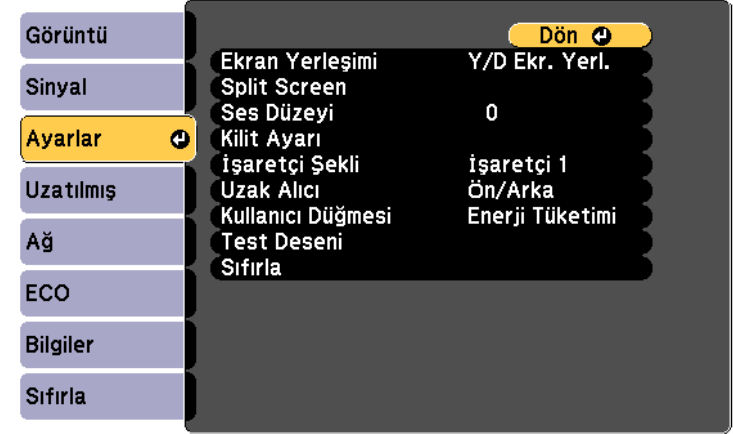 Görüntü
Sinyal
Ayarlar
Uzatılmış
Ağ
ECO
Bilgiler
Sıfırla
Dön
Ekran Yerleşimi Y/D Ekr. Yerl.
Split Screen
Ses Düzeyi 0
Kilit Ayarı
İşaretçi Şekli İşaretçi 1
Uzak Alıcı Ön/Arka
Kullanıcı Düğmesi Enerji Tüketimi
Test Deseni
Sıfırla